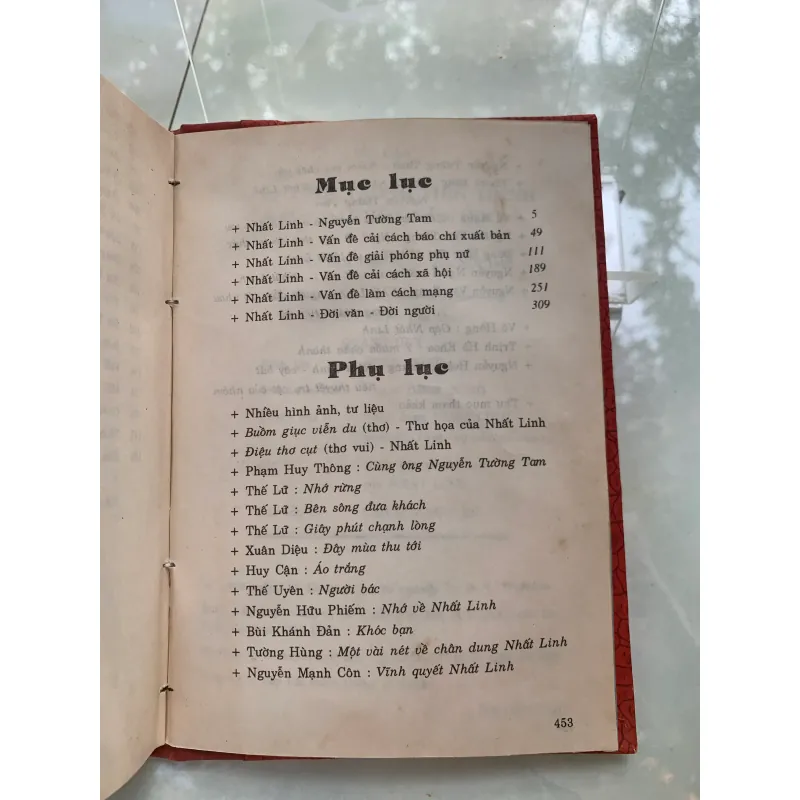 Mục lục
+ Nhất Linh - Nguyễn Tường Tam 5
+ Nhất Linh - Vấn đề cải cách báo chí xuất bản 49
+ Nhất Linh - Vấn đề giải phóng phụ nữ 111
+ Nhất Linh - Vấn đề cải cách xã hội 189
+ Nhất Linh - Vấn đề làm cách mạng 251
+ Nhất Linh - Đời văn - Đời người 309
Phụ lục
+ Nhiều hình ảnh, tư liệu
+ Buồm giục viễn du (thơ) - Thư họa của Nhất Linh
+ Điệu thơ cụt (thơ vui) - Nhất Linh
+ Phạm Huy Thông : Cùng ông Nguyễn Tường Tam
+ Thế Lữ : Nhớ rừng
+ Thế Lữ : Bên sông đưa khách
+ Thế Lữ : Giây phút chạnh lòng
+ Xuân Diệu : Đây mùa thu tới
+ Huy Cận : Áo trắng
+ Thế Uyên : Người bác
+ Nguyễn Hữu Phiếm : Nhớ về Nhất Linh
+ Bùi Khánh Đản : Khóc bạn
+ Tường Hùng : Một vài nét về chân dung Nhất Linh
+ Nguyễn Mạnh Côn : Vĩnh quyết Nhất Linh
453